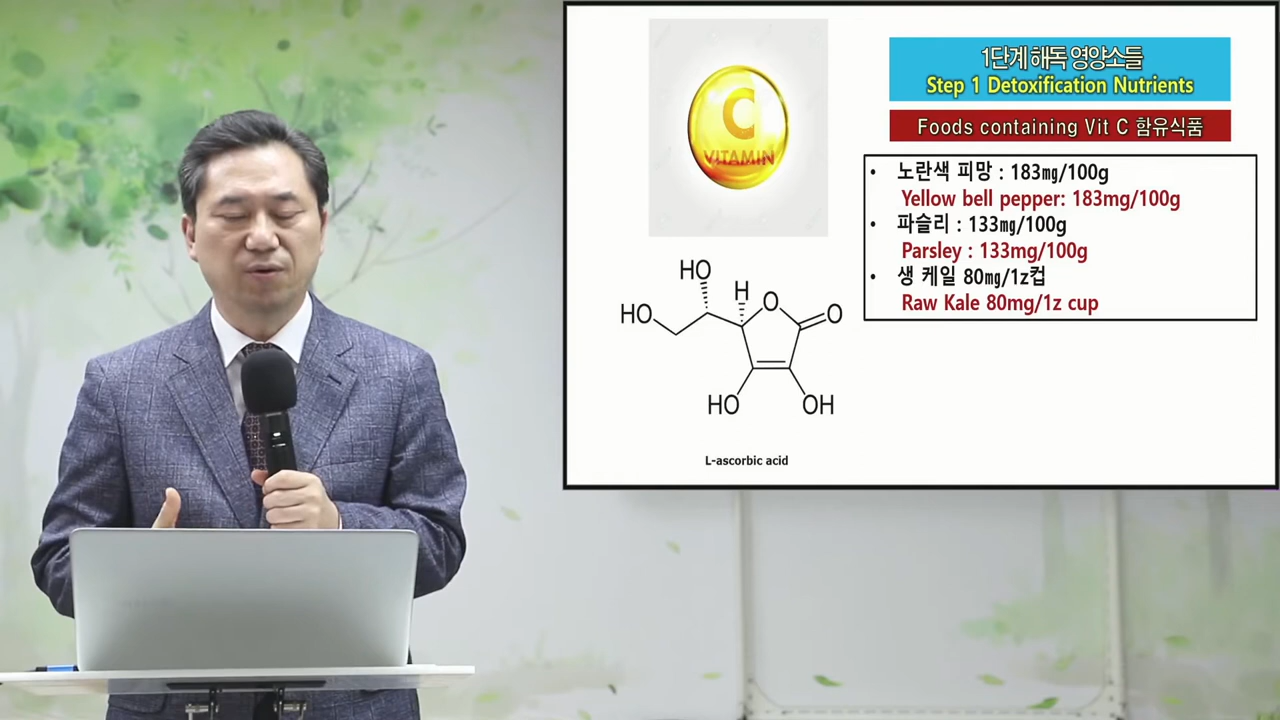 C
VITAMIN
1단계 해독 영양소들
Step 1 Detoxification Nutrients
Foods containing Vit C 함유식품
• 노란색 피망 : 183㎎/100g
Yellow bell pepper: 183mg/100g
• 파슬리 : 133㎎/100g
Parsley : 133mg/100g
• 생 케일 80㎎/1z컵
Raw Kale 80mg/1z cup
HO
H
O
HO
O
HO
OH
L-ascorbic acid